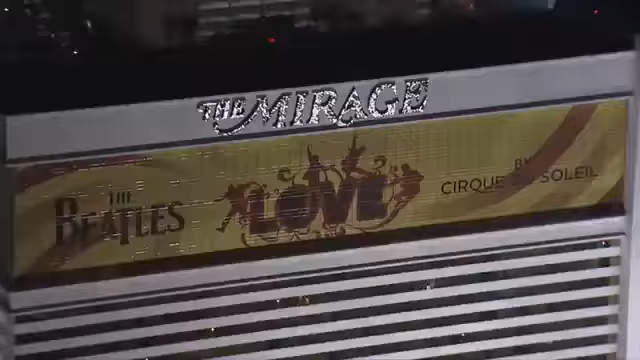 THE MIRAGE
THE
BEATLES
LOVE
BY
CIRQUE DU SOLEIL